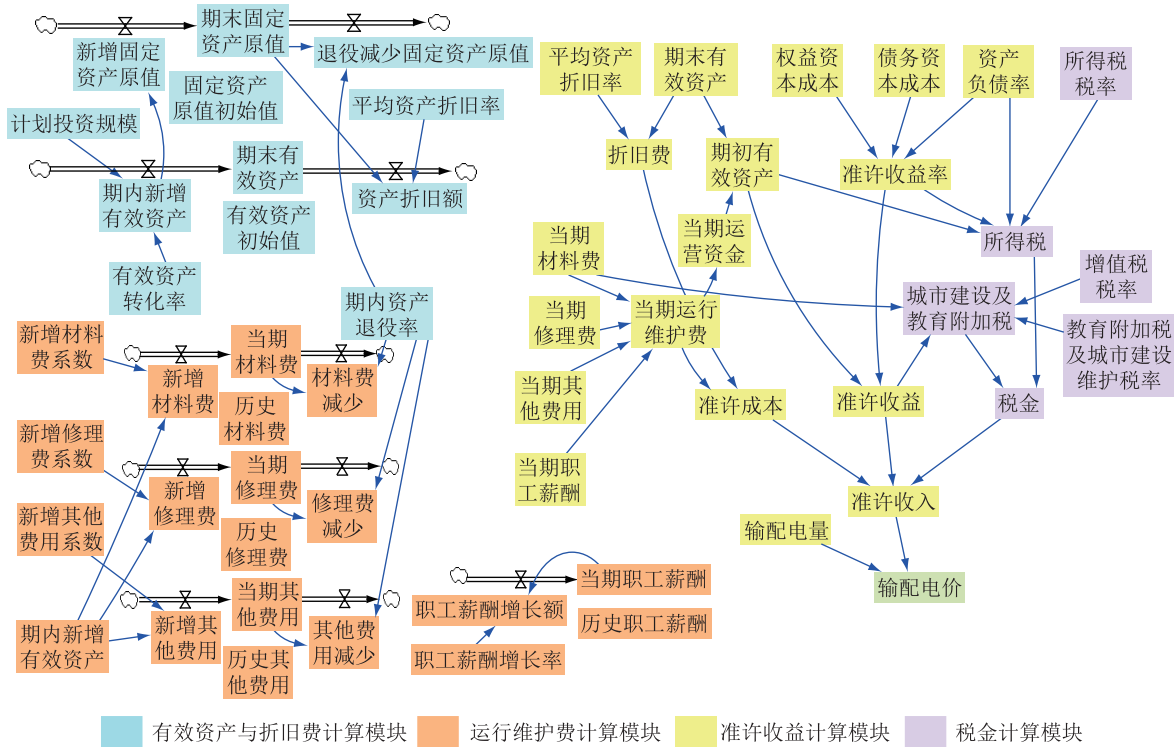 期末固定
资产原值
新增固定
资产原值
退役减少固定资产原值
固定资产
原值初始值
平均资产折旧率
计划投资规模
期末有效
资产
期内新增
有效资产
资产折旧额
有效资产
初始值
有效资产
转化率
期内资产
退役率
新增材料
费系数
当期
材料费
新增
材料费
材料费
减少
历史
材料费
新增修理
费系数
当期
修理费
新增
修理费
修理费
减少
历史
修理费
新增其他
费用系数
当期其
他费用
新增其
他费用
其他费
用减少
历史其
他费用
期内新增
有效资产
当期职工薪酬
职工薪酬增长额
历史职工薪酬
职工薪酬增长率
平均资产
折旧率
期末有
效资产
权益资
本成本
债务资
本成本
资产
负债率
所得税
税率
折旧费
期初有
效资产
准许收益率
当期运
营资金
所得税
当期
材料费
增值税
税率
当期
修理费
当期运行
维护费
城市建设及
教育附加税
教育附加税
及城市建设
维护税率
当期其
他费用
准许成本
准许收益
税金
当期职
工薪酬
准许收入
输配电量
输配电价
有效资产与折旧费计算模块
运行维护费计算模块
准许收益计算模块
税金计算模块